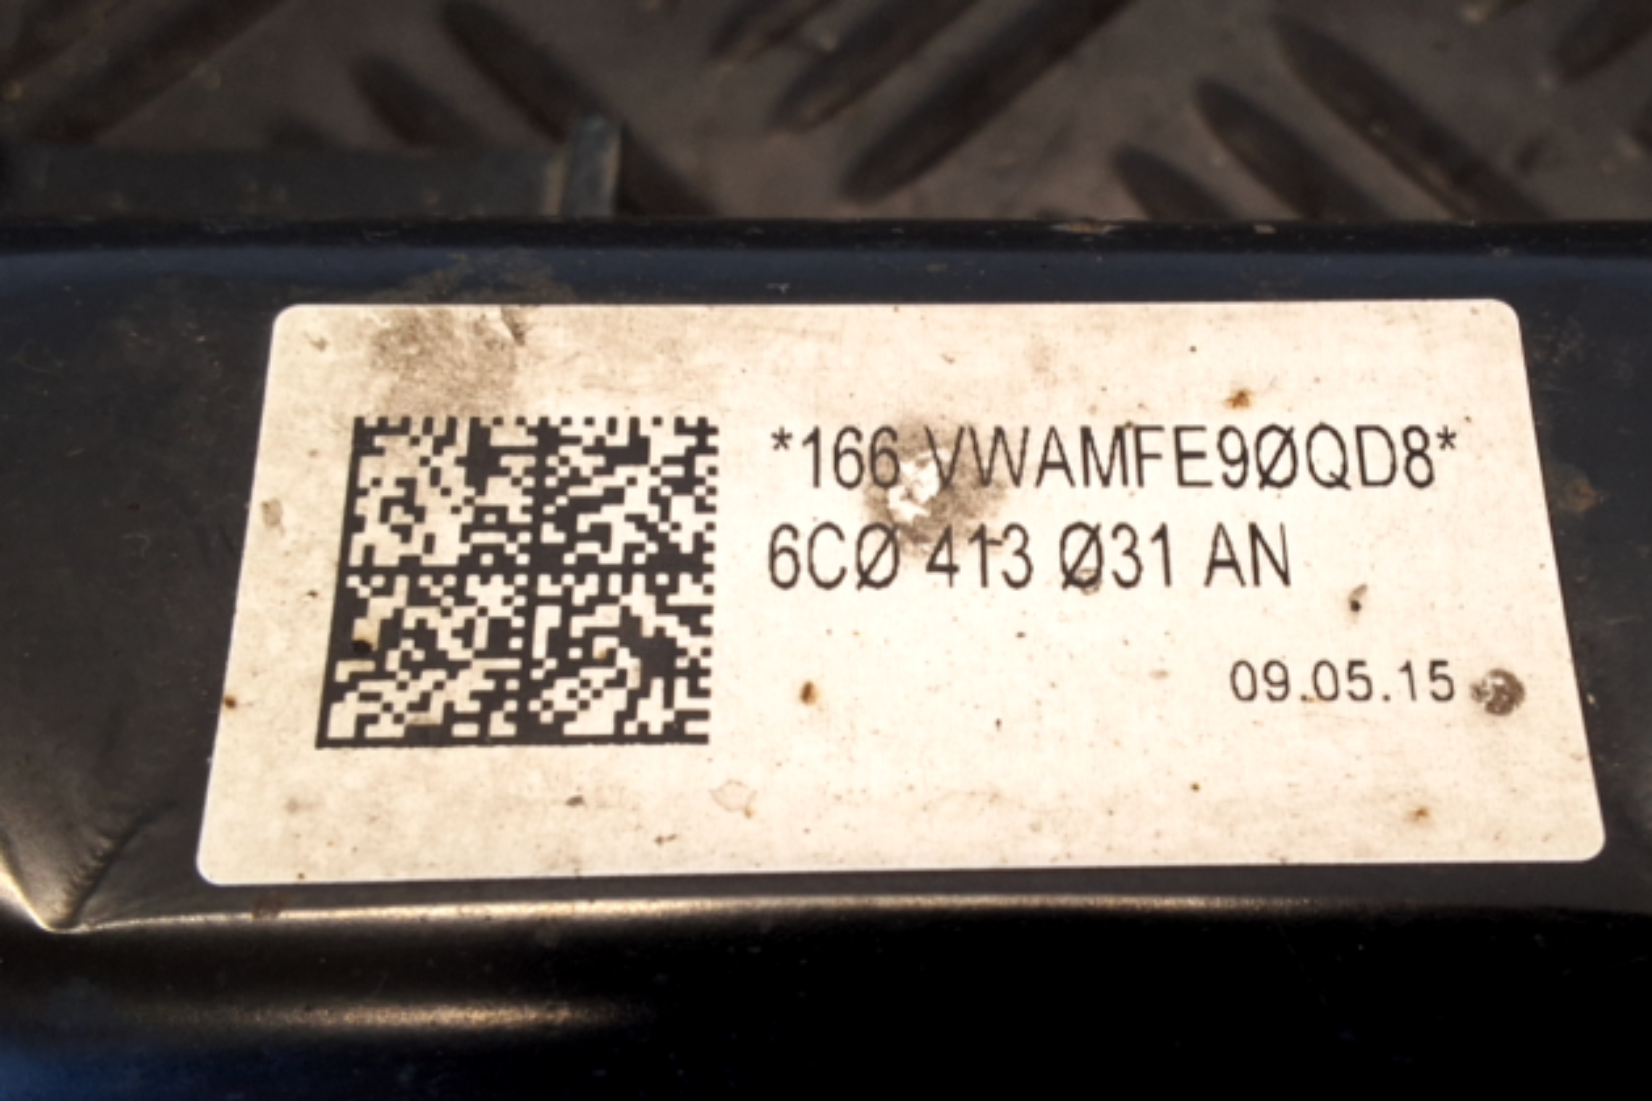 *166 VWAMFE9ØQD8*
6CØ 413 Ø31 AN
09.05.15